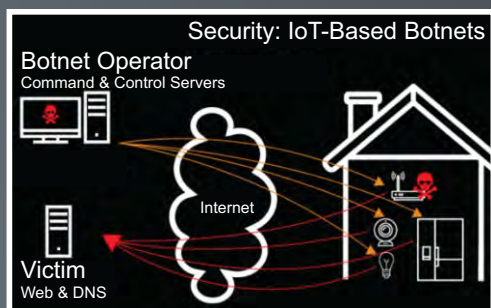 Security: IoT-Based Botnets
Botnet Operator
Command & Control Servers
Internet
Victim
Web & DNS